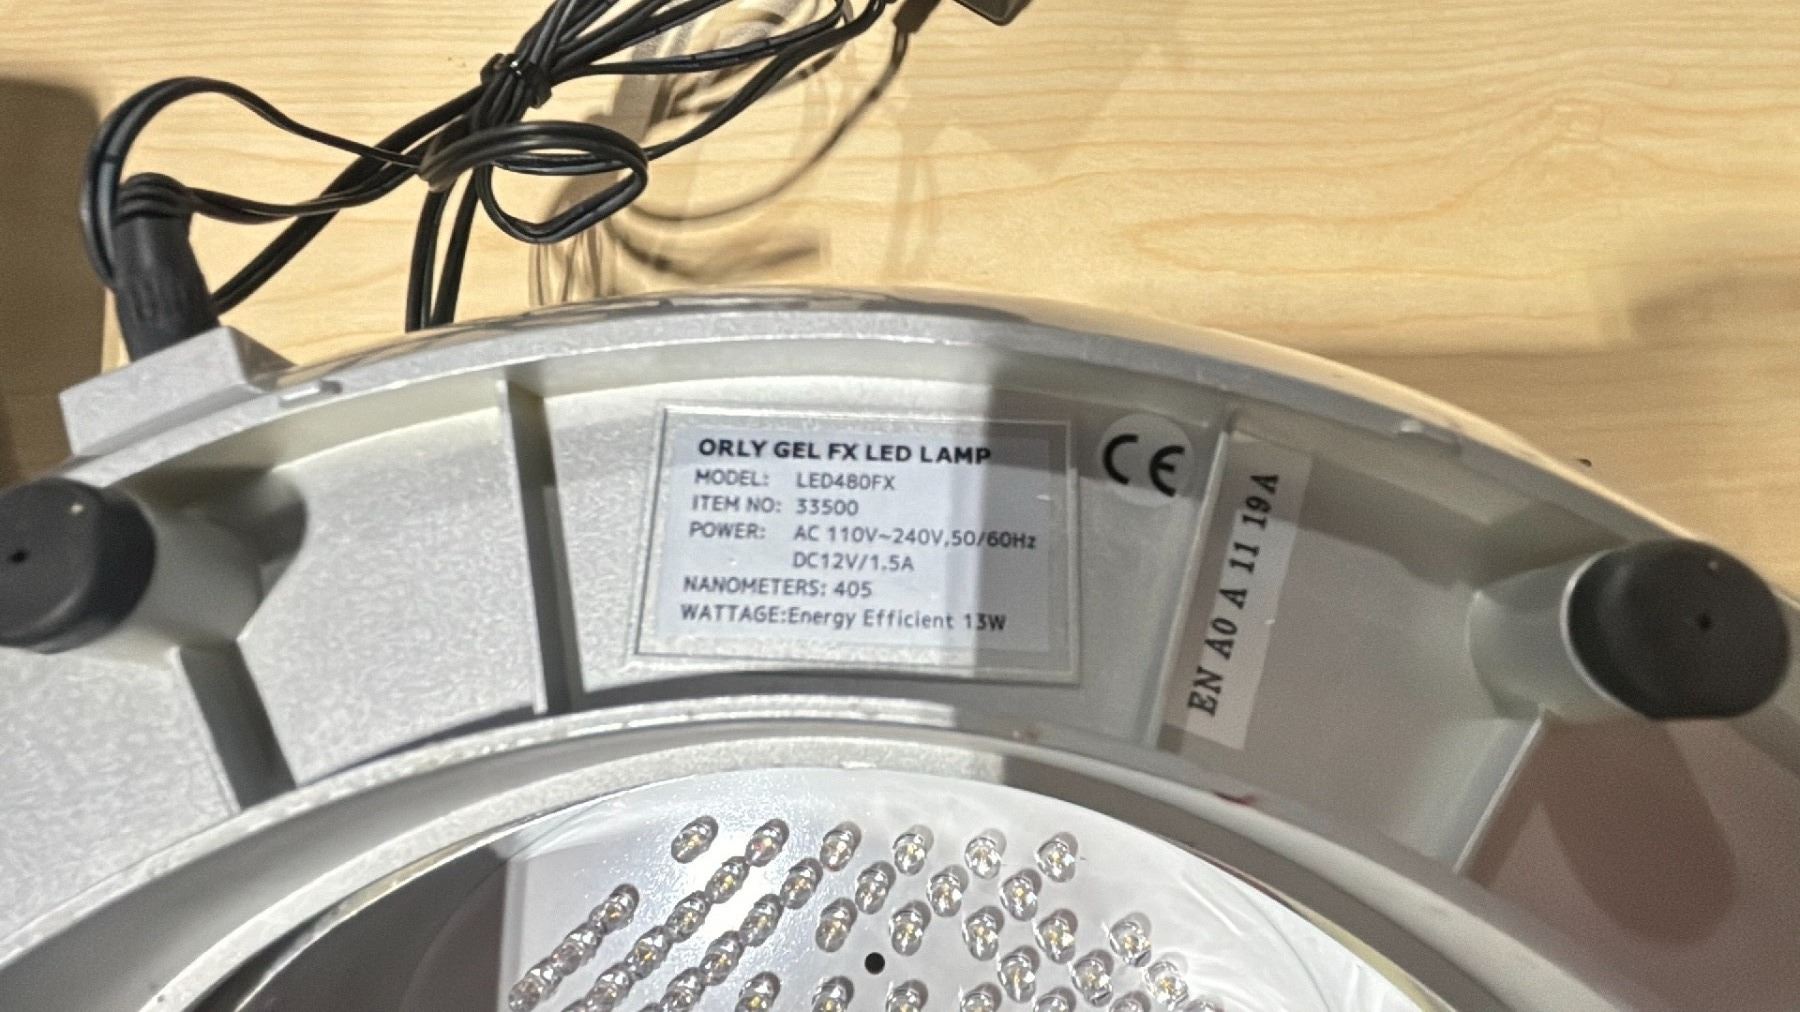 ORLY GEL FX LED LAMP
MODEL: LED480FX
ITEM NO: 33500
POWER: AC 110V~240V,50/60Hz
DC12V/1.5A
NANOMETERS: 405
WATTAGE:Energy Efficient 13W
CE
EN A0 A 11 19A